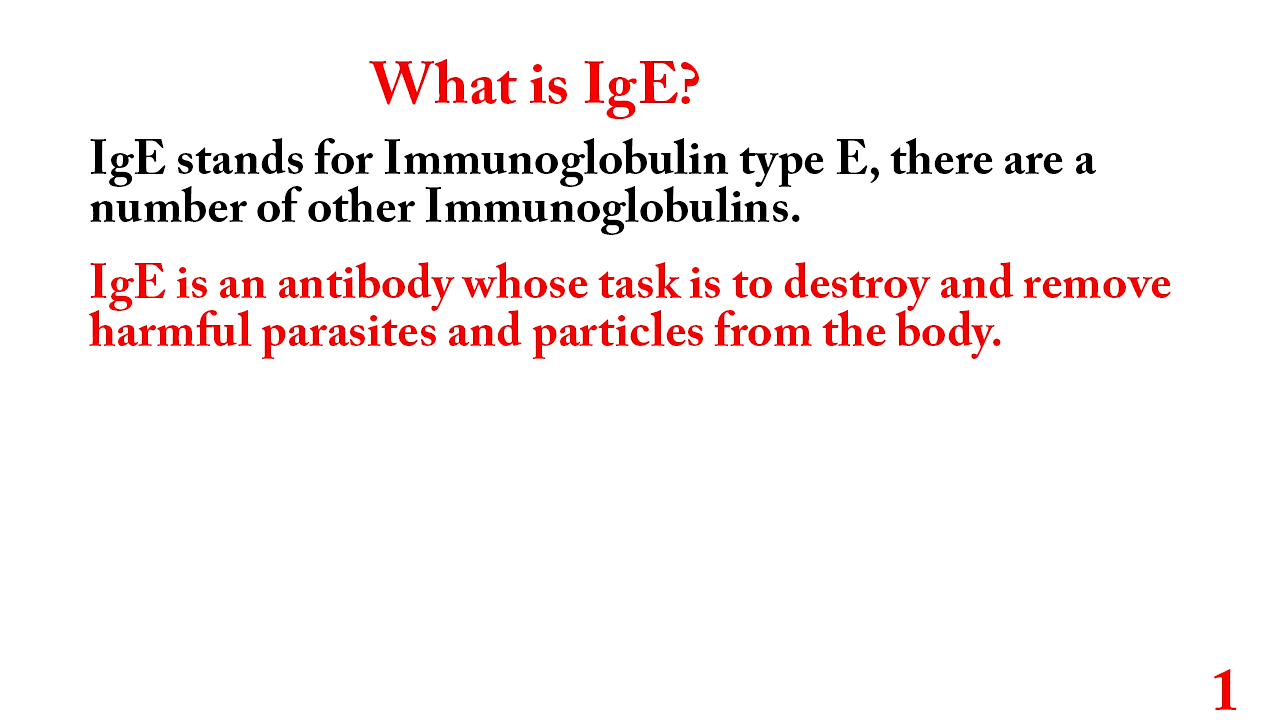 What is IgE?
IgE stands for Immunoglobulin type E, there are a
number of other Immunoglobulins.
IgE is an antibody whose task is to destroy and remove
harmful parasites and particles from the body.
1